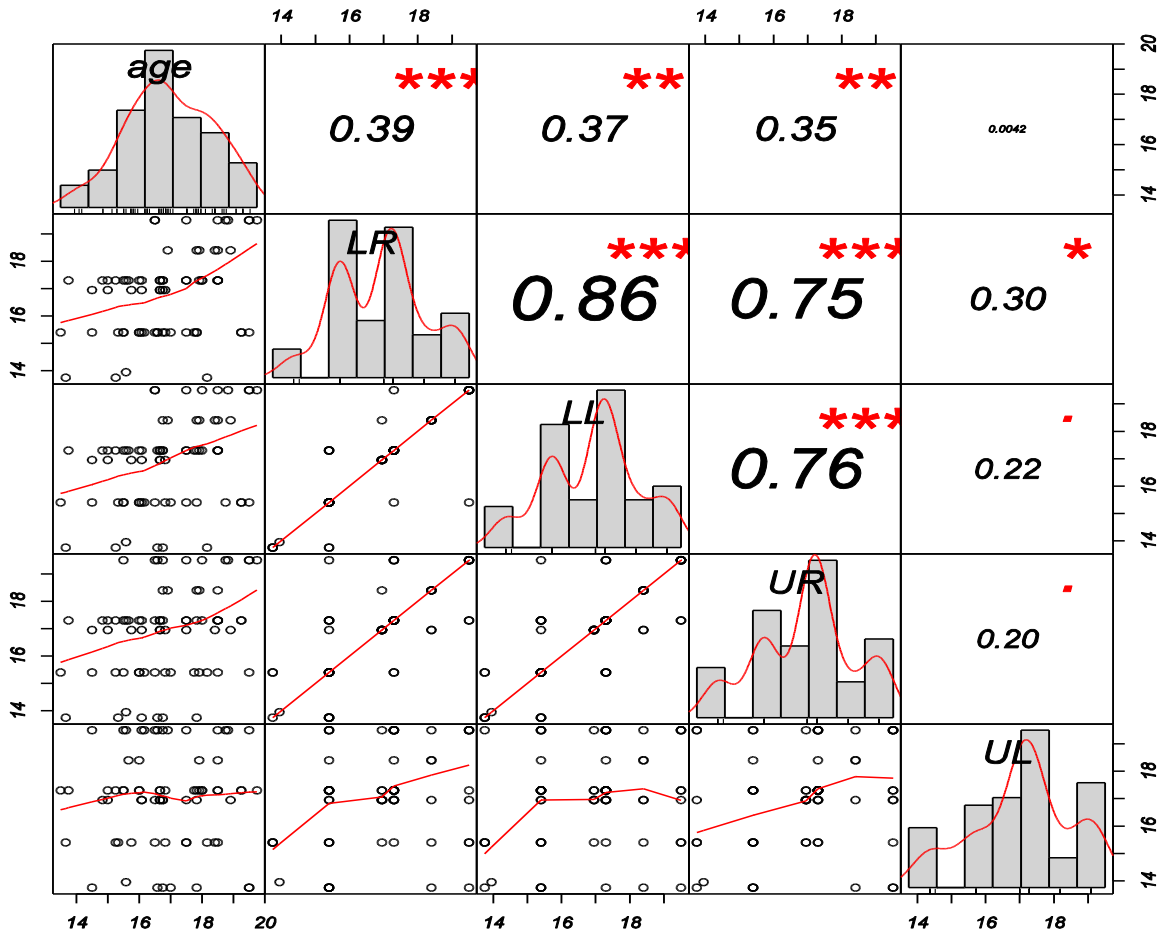 14 16 18 14 16 18
age *** 0.39 ** 0.37 ** 0.35 0.0042 14 16 18 20
14 16 18 LR *** 0.86 *** 0.75 * 0.30
LL *** 0.76 . 0.22 14 16 18
14 16 18 UR . 0.20
UL 14 16 18
14 16 18 20 14 16 18 14 16 18